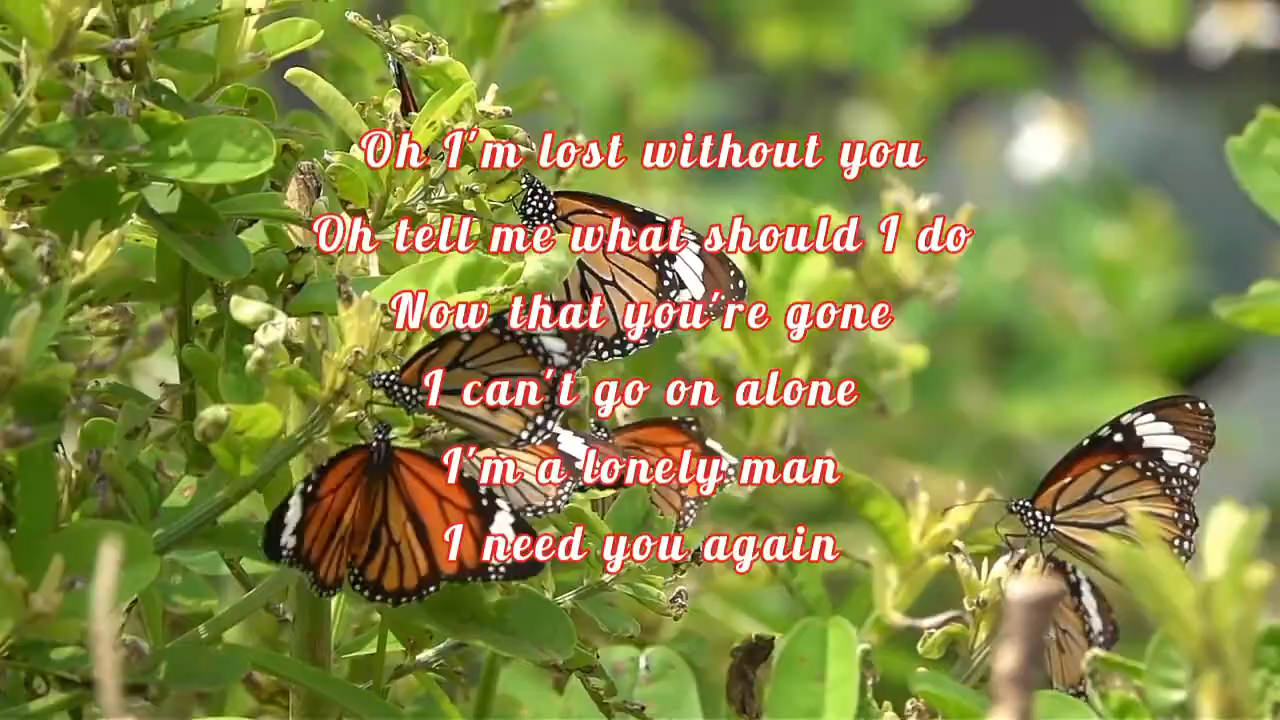 Oh I'm lost without you
Oh tell me what should I do
Now that you're gone
I can't go on alone
I'm a lonely man
I need you again